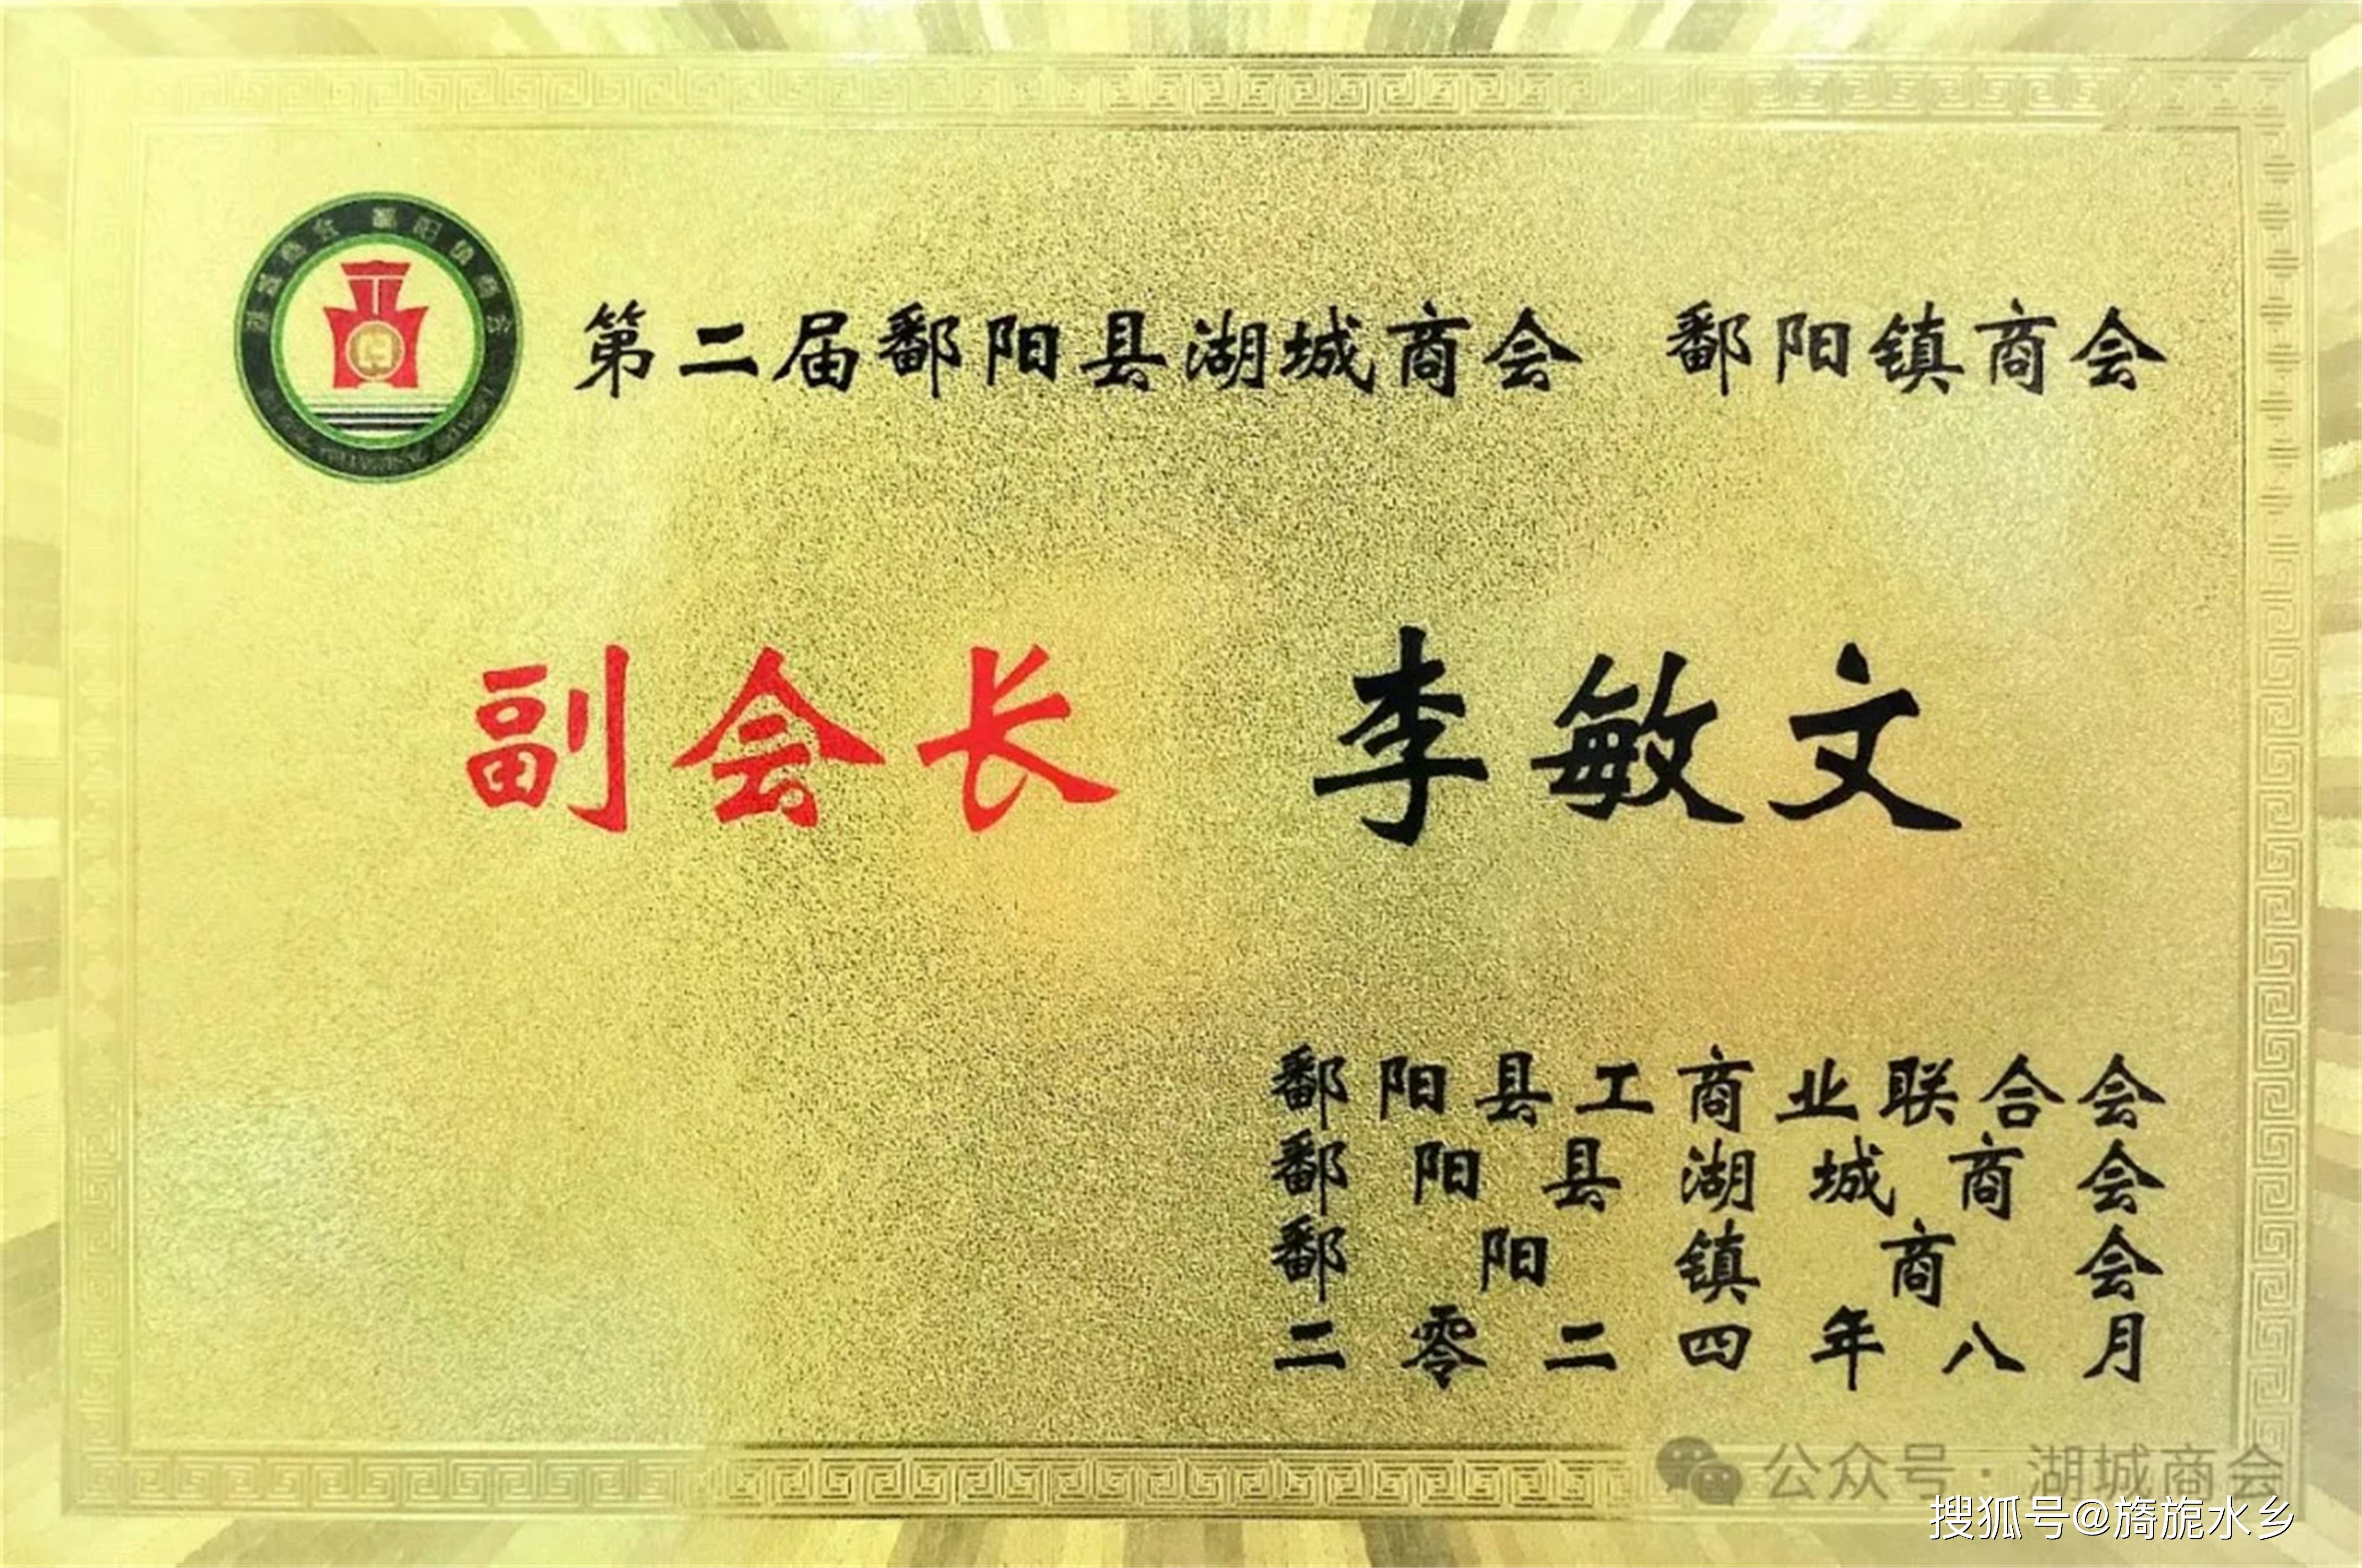 第二届鄱阳县湖城商会 鄱阳镇商会
副会长 李敏文
鄱阳县工商业联合会
鄱阳县湖城商会
鄱阳镇商会
二零二四年八月
公众号·湖城商会
搜狐号@旖旎水乡